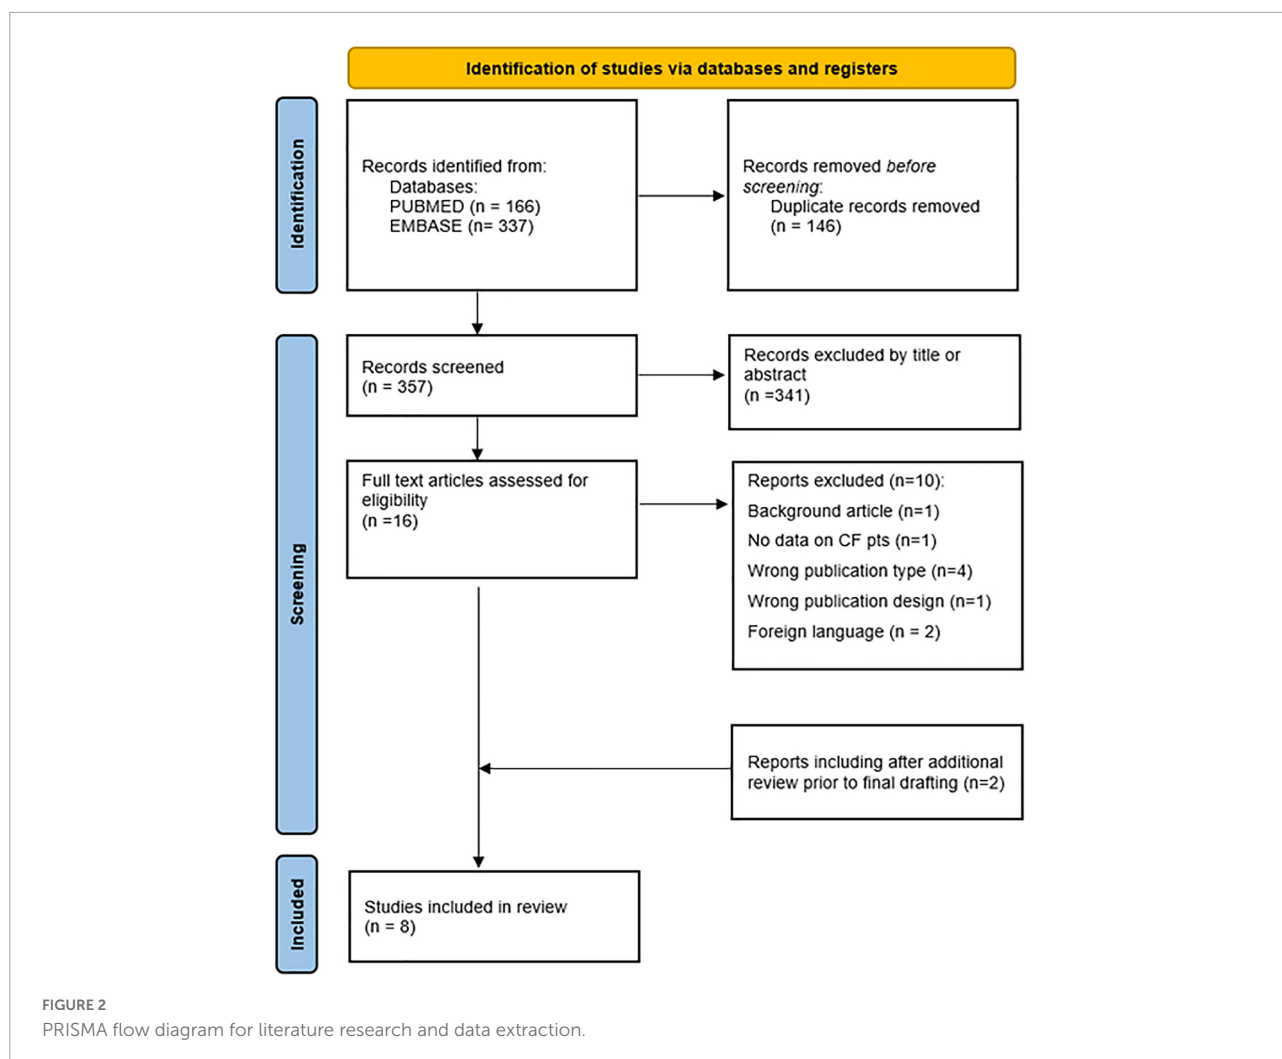 Identification of studies via databases and registers
Identification
Records identified from:
Databases:
PUBMED (n = 166)
EMBASE (n= 337)
Records removed before
screening:
Duplicate records removed
(n = 146)
Screening
Records screened
(n = 357)
Records excluded by title or
abstract
(n =341)
Full text articles assessed for
eligibility
(n =16)
Reports excluded (n=10):
Background article (n=1)
No data on CF pts (n=1)
Wrong publication type (n=4)
Wrong publication design (n=1)
Foreign language (n = 2)
Reports including after additional
review prior to final drafting (n=2)
Included
Studies included in review
(n = 8)
FIGURE 2
PRISMA flow diagram for literature research and data extraction.